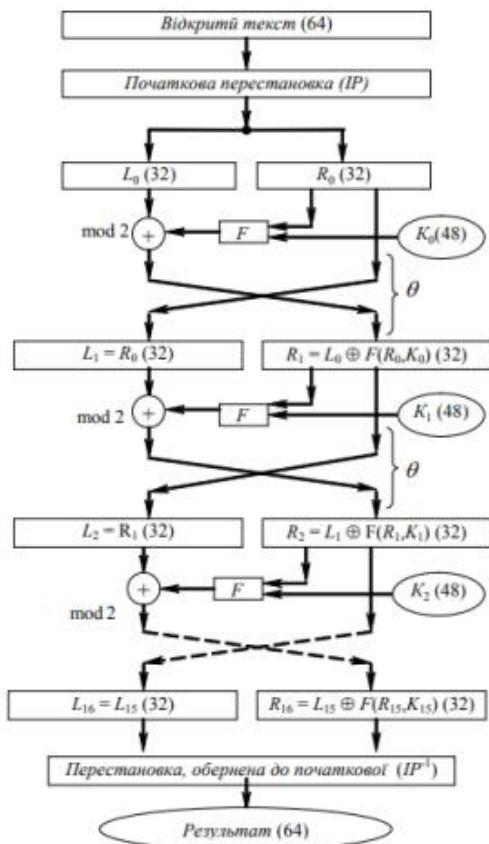 Відкритй текст (64)
Початкова перестановка (IP)
L₀ (32) R₀ (32)
mod 2 + F K₀(48)
θ
L₁ = R₀ (32) R₁ = L₀ ⊕ F(R₀,K₀) (32)
mod 2 + F K₁ (48)
θ
L₂ = R₁ (32) R₂ = L₁ ⊕ F(R₁,K₁) (32)
+ F K₂ (48)
mod 2
L₁₆ = L₁₅ (32) R₁₆ = L₁₅ ⊕ F(R₁₅,K₁₅) (32)
Перестановка, обернена до початкової (IP⁻¹)
Результат (64)